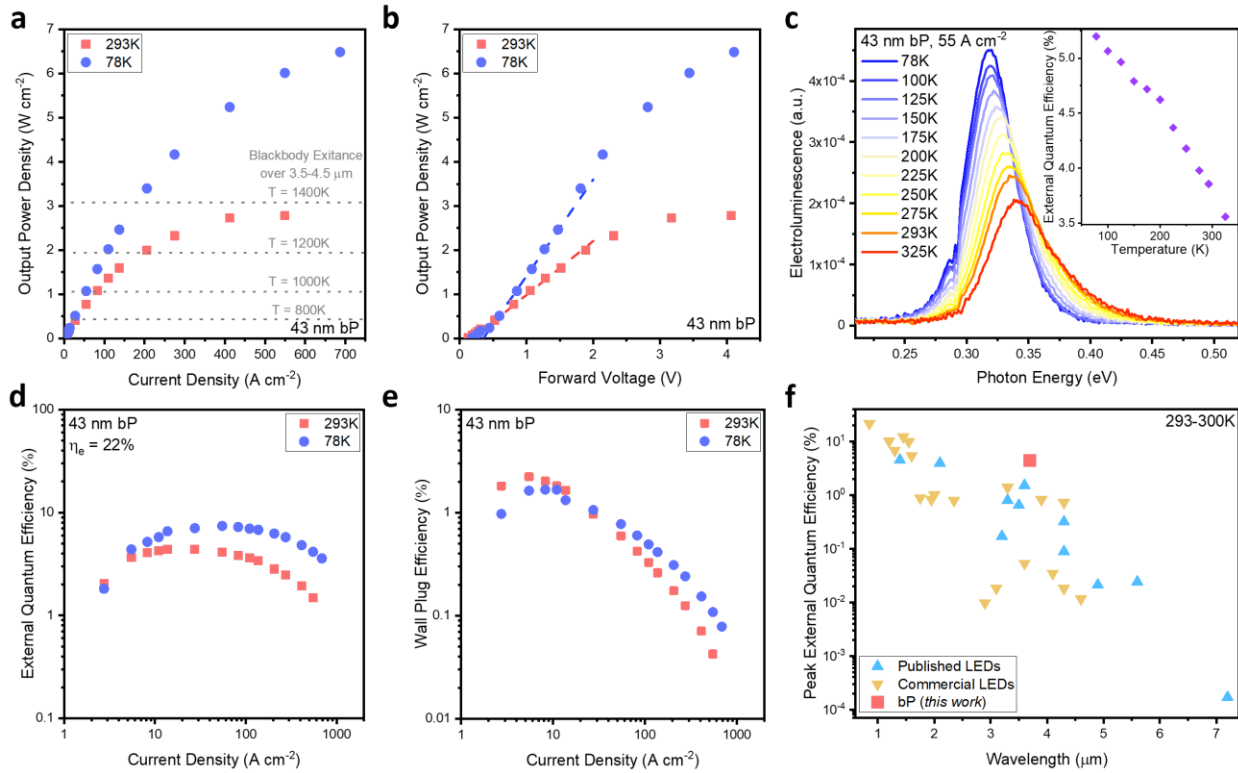 a
293K
78K
Output Power Density (W cm-2)
7
6
5
4
3
2
1
0
Blackbody Exitance
over 3.5-4.5 μm
T = 1400K
T = 1200K
T = 1000K
T = 800K
43 nm bP
0 100 200 300 400 500 600 700
Current Density (A cm-2)
b
293K
78K
Output Power Density (W cm-2)
7
6
5
4
3
2
1
0
43 nm bP
0 1 2 3 4
Forward Voltage (V)
c
43 nm bP, 55 A cm-2
78K
100K
125K
150K
175K
200K
225K
250K
275K
293K
325K
Electroluminescence (a.u.)
4x10-4
3x10-4
2x10-4
1x10-4
0
0.25 0.30 0.35 0.40 0.45 0.50
Photon Energy (eV)
External Quantum Efficiency (%)
5.0
4.5
4.0
3.5
100 150 200 250 300
Temperature (K)
d
43 nm bP
ηe = 22%
293K
78K
External Quantum Efficiency (%)
100
10
1
0.1
1 10 100 1000
Current Density (A cm-2)
e
43 nm bP
293K
78K
Wall Plug Efficiency (%)
10
1
0.1
0.01
1 10 100 1000
Current Density (A cm-2)
f
293-300K
Peak External Quantum Efficiency (%)
101
100
10-1
10-2
10-3
10-4
Published LEDs
Commercial LEDs
bP (this work)
1 2 3 4 5 6 7
Wavelength (μm)